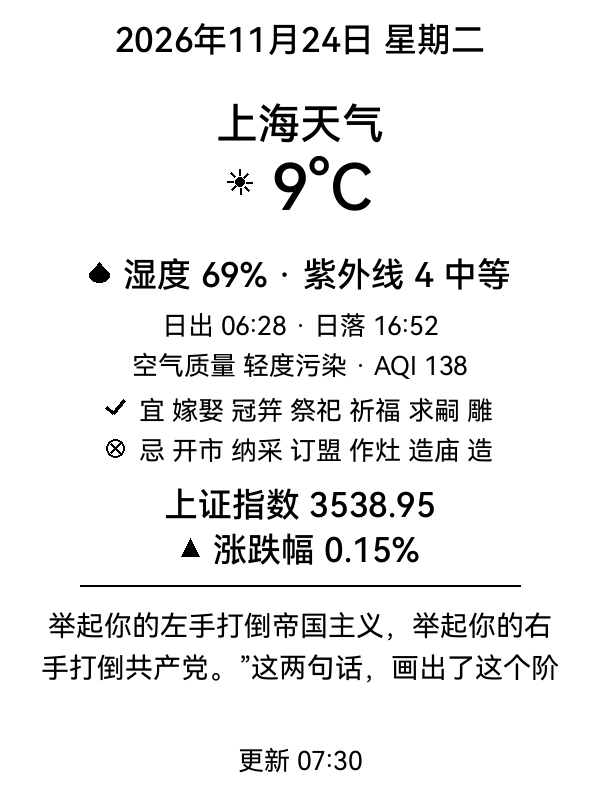 2026年11月24日 星期二
上海天气
9°C
湿度 69% · 紫外线 4 中等
日出 06:28 · 日落 16:52
空气质量 轻度污染 · AQI 138
宜 嫁娶 冠笄 祭祀 祈福 求嗣 雕
忌 开市 纳采 订盟 作灶 造庙 造
上证指数 3538.95
▲ 涨跌幅 0.15%
举起你的左手打倒帝国主义，举起你的右
手打倒共产党。”这两句话，画出了这个阶
更新 07:30